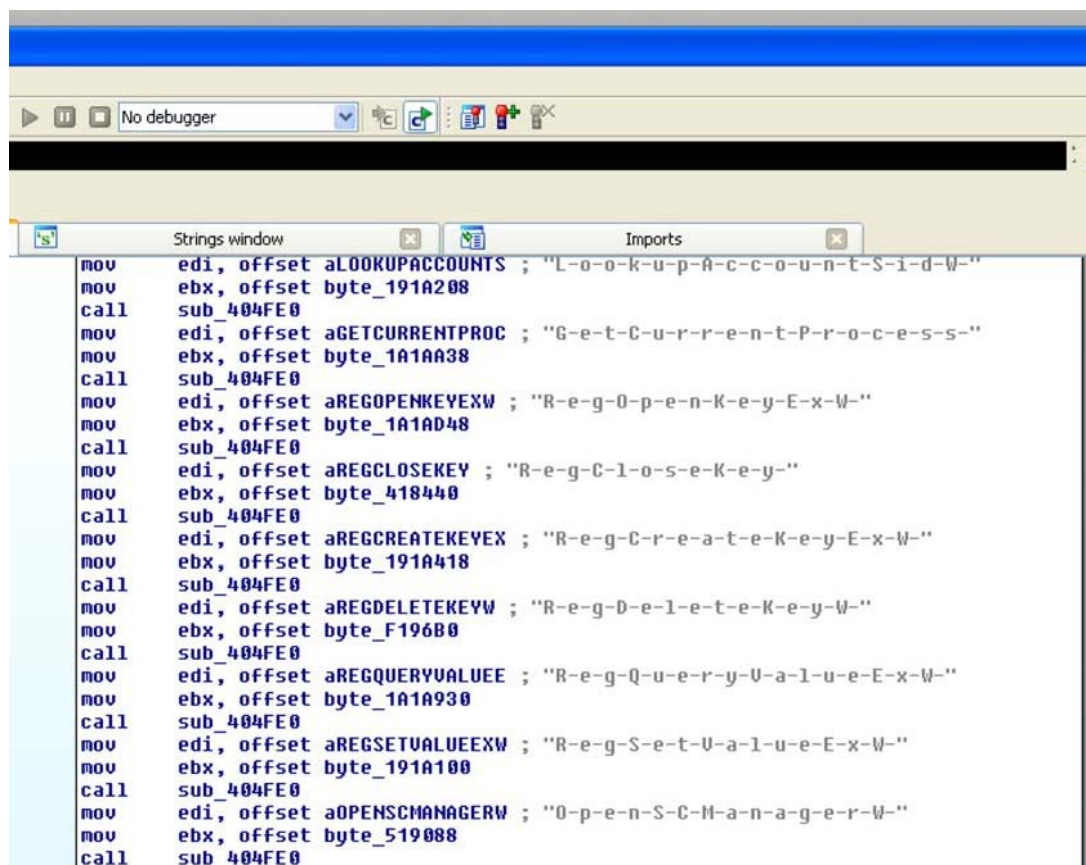 No debugger
Strings window Imports
mov edi, offset aLOOKUPACCOUNTS ; "L-o-o-k-u-p-A-c-c-o-u-n-t-S-i-d-W-"
mov ebx, offset byte_191A208
call sub_404FE0
mov edi, offset aGETCURRENTPROC ; "G-e-t-C-u-r-r-e-n-t-P-r-o-c-e-s-s-"
mov ebx, offset byte_1A1AA38
call sub_404FE0
mov edi, offset aREGOPENKEYEXW ; "R-e-g-O-p-e-n-K-e-y-E-x-W-"
mov ebx, offset byte_1A1AD48
call sub_404FE0
mov edi, offset aREGCLOSEKEY ; "R-e-g-C-l-o-s-e-K-e-y-"
mov ebx, offset byte_418440
call sub_404FE0
mov edi, offset aREGCREATEKEYEX ; "R-e-g-C-r-e-a-t-e-K-e-y-E-x-W-"
mov ebx, offset byte_191A418
call sub_404FE0
mov edi, offset aREGDELETEKEYW ; "R-e-g-D-e-l-e-t-e-K-e-y-W-"
mov ebx, offset byte_F196B0
call sub_404FE0
mov edi, offset aREGQUERYVALUEE ; "R-e-g-Q-u-e-r-y-V-a-l-u-e-E-x-W-"
mov ebx, offset byte_1A1A930
call sub_404FE0
mov edi, offset aREGSETVALUEEXW ; "R-e-g-S-e-t-V-a-l-u-e-E-x-W-"
mov ebx, offset byte_191A100
call sub_404FE0
mov edi, offset aOPENSCMANAGERW ; "O-p-e-n-S-C-M-a-n-a-g-e-r-W-"
mov ebx, offset byte_519088
call sub_404FE0